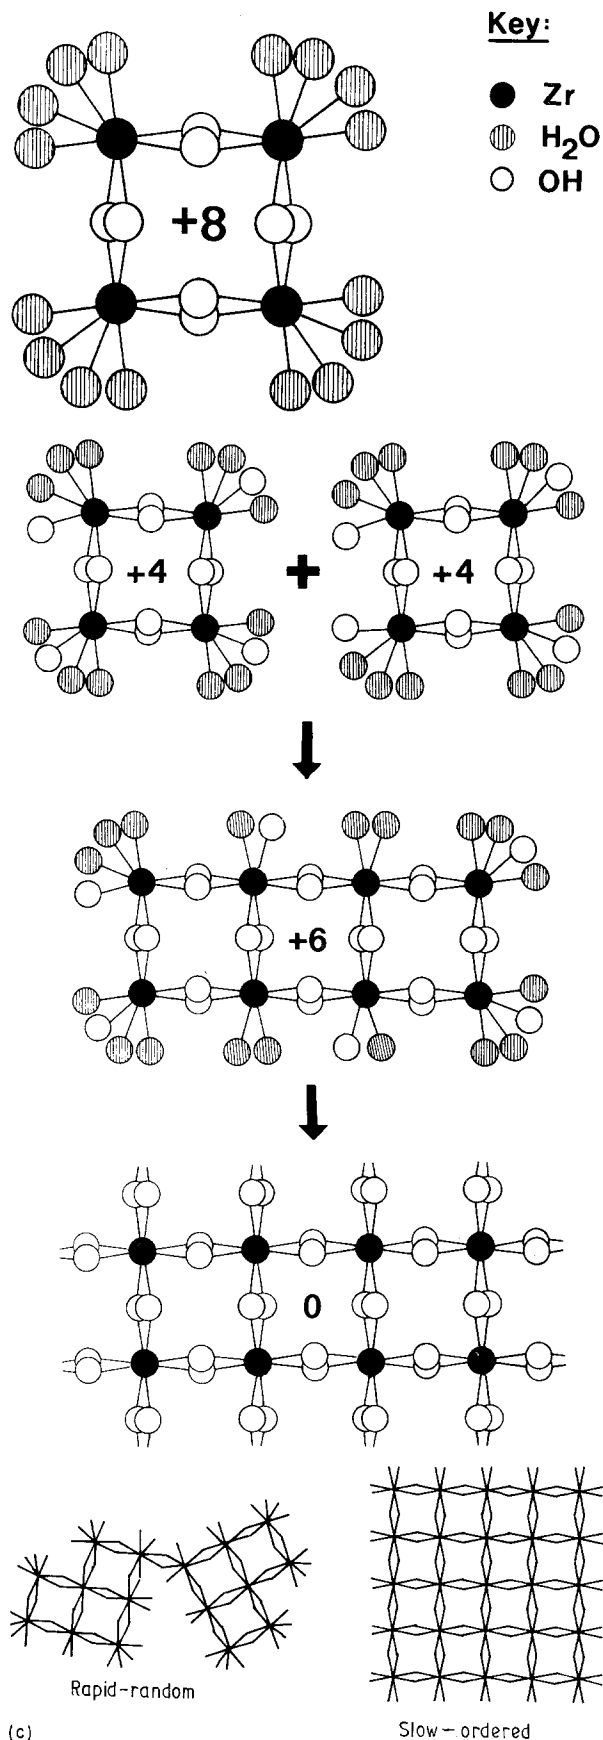 Key:
Zr
H2O
OH
+8
+4 + +4
+6
0
Rapid-random
Slow-ordered
(c)